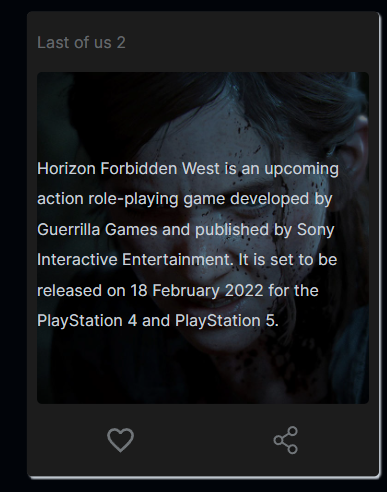 Last of us 2
Horizon Forbidden West is an upcoming
action role-playing game developed by
Guerrilla Games and published by Sony
Interactive Entertainment. It is set to be
released on 18 February 2022 for the
PlayStation 4 and PlayStation 5.